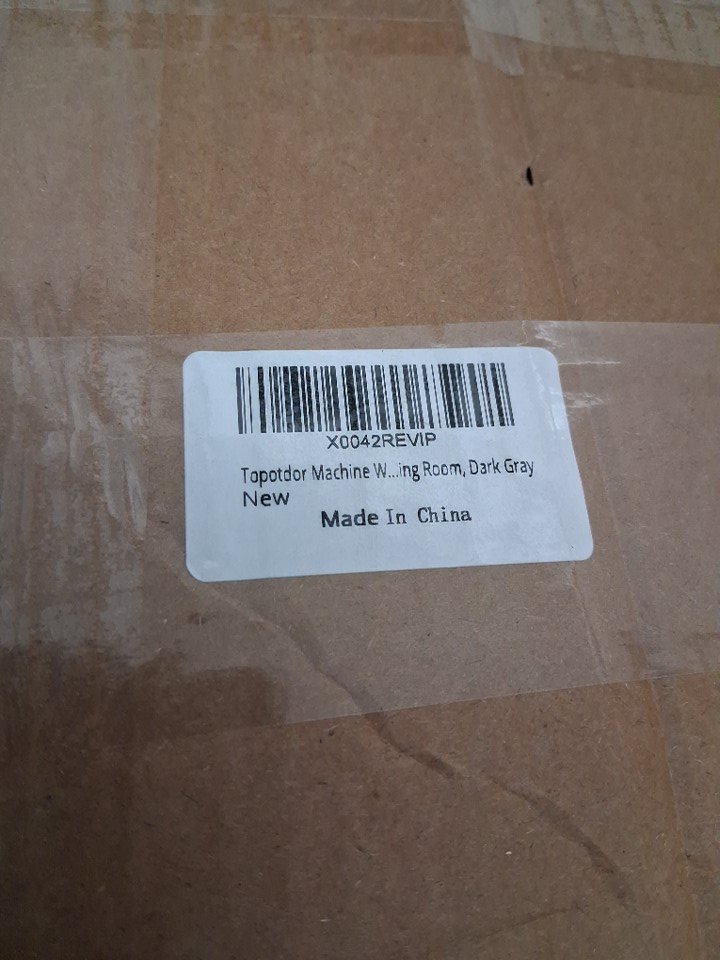 X0042REVIP
Topotdor Machine W...ing Room, Dark Gray
New
Made In China